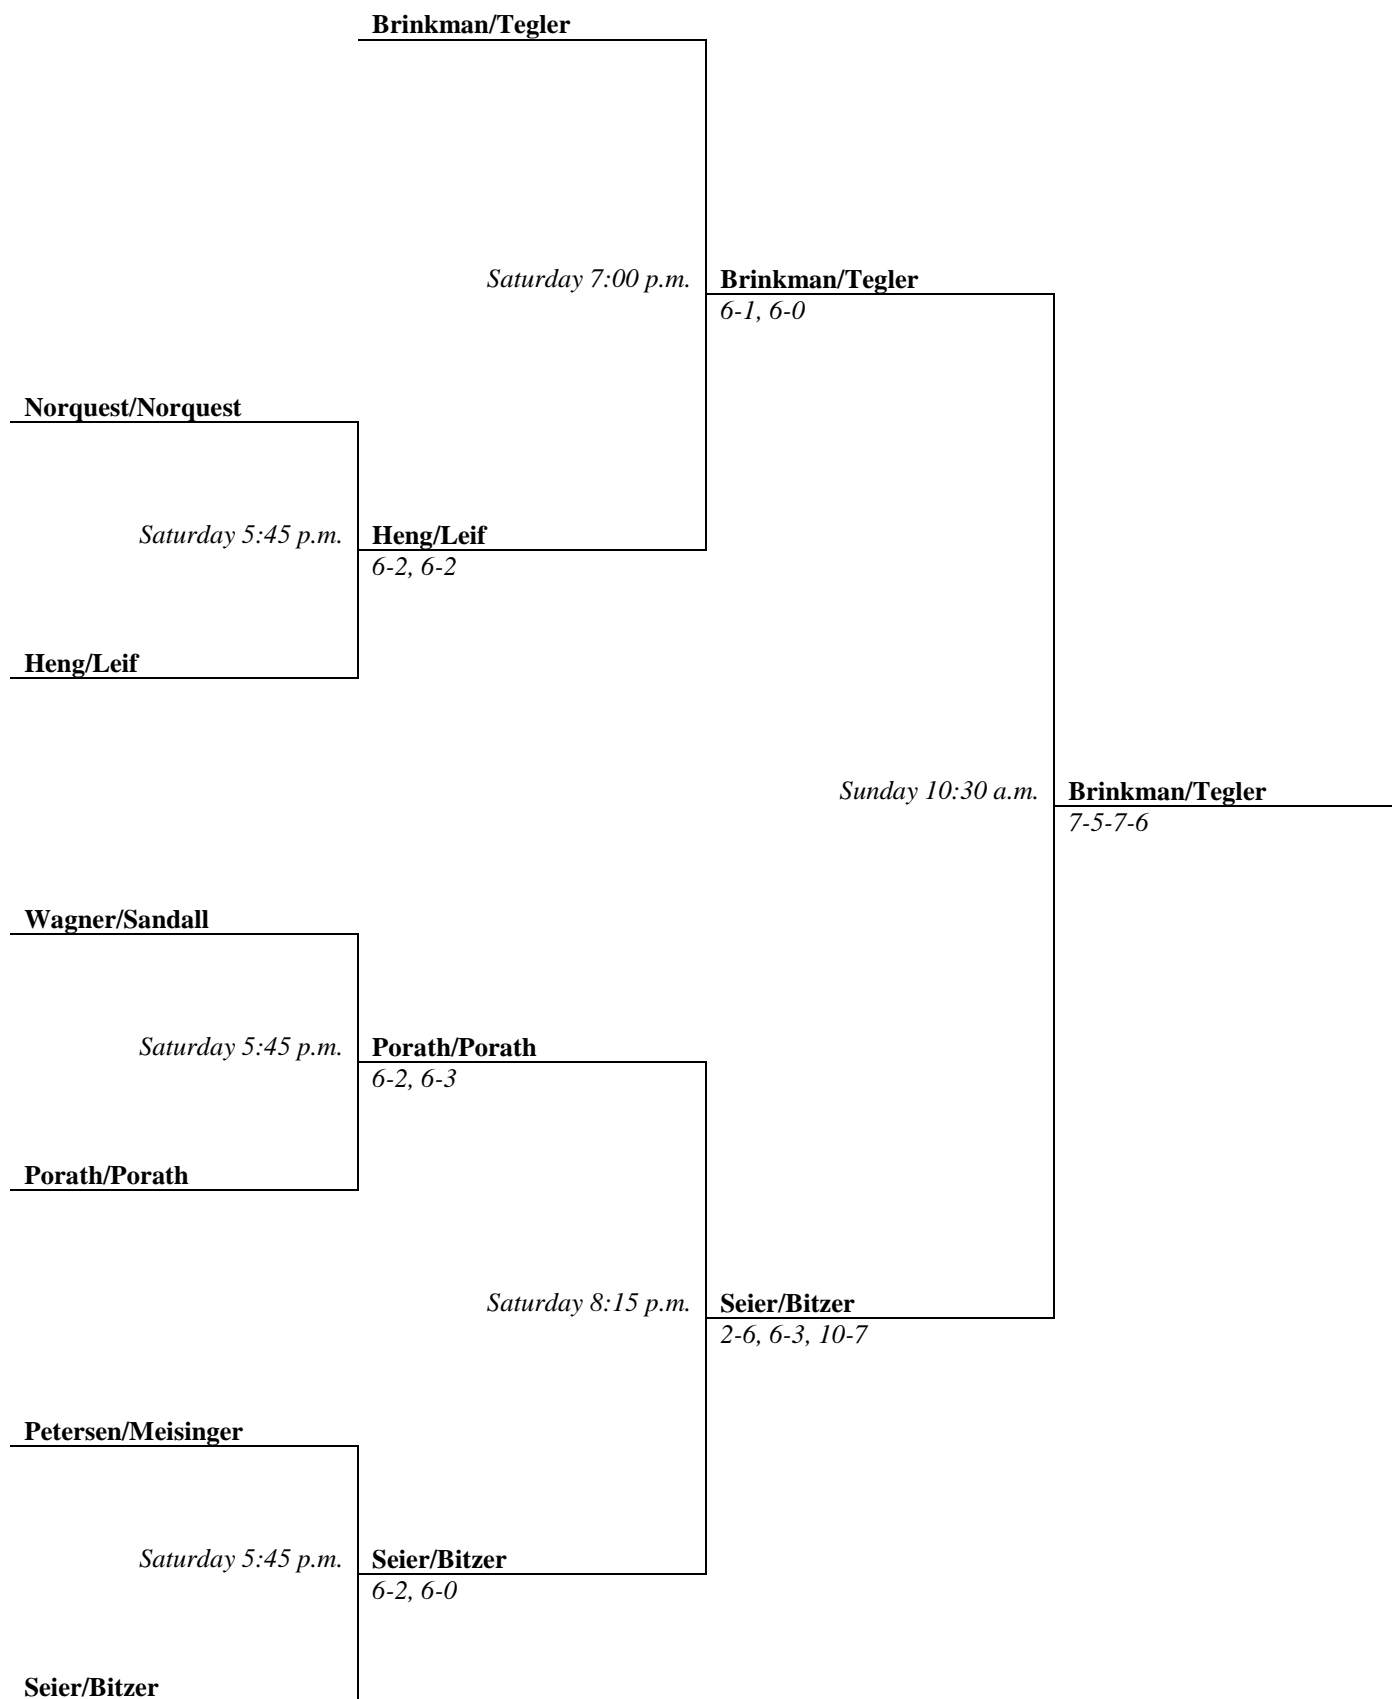 Brinkman/Tegler
Saturday 7:00 p.m.
Brinkman/Tegler
6-1, 6-0
Norquest/Norquest
Saturday 5:45 p.m.
Heng/Leif
6-2, 6-2
Heng/Leif
Sunday 10:30 a.m.
Brinkman/Tegler
7-5-7-6
Wagner/Sandall
Saturday 5:45 p.m.
Porath/Porath
6-2, 6-3
Porath/Porath
Saturday 8:15 p.m.
Seier/Bitzer
2-6, 6-3, 10-7
Petersen/Meisinger
Saturday 5:45 p.m.
Seier/Bitzer
6-2, 6-0
Seier/Bitzer